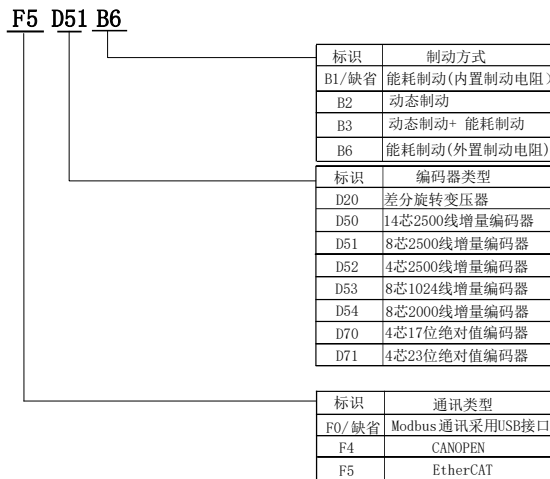 F5 D51 B6
标识 制动方式
B1/缺省 能耗制动(内置制动电阻)
B2 动态制动
B3 动态制动+ 能耗制动
B6 能耗制动(外置制动电阻)
标识 编码器类型
D20 差分旋转变压器
D50 14芯2500线增量编码器
D51 8芯2500线增量编码器
D52 4芯2500线增量编码器
D53 8芯1024线增量编码器
D54 8芯2000线增量编码器
D70 4芯17位绝对值编码器
D71 4芯23位绝对值编码器
标识 通讯类型
F0/缺省 Modbus通讯采用USB接口
F4 CANOPEN
F5 EtherCAT